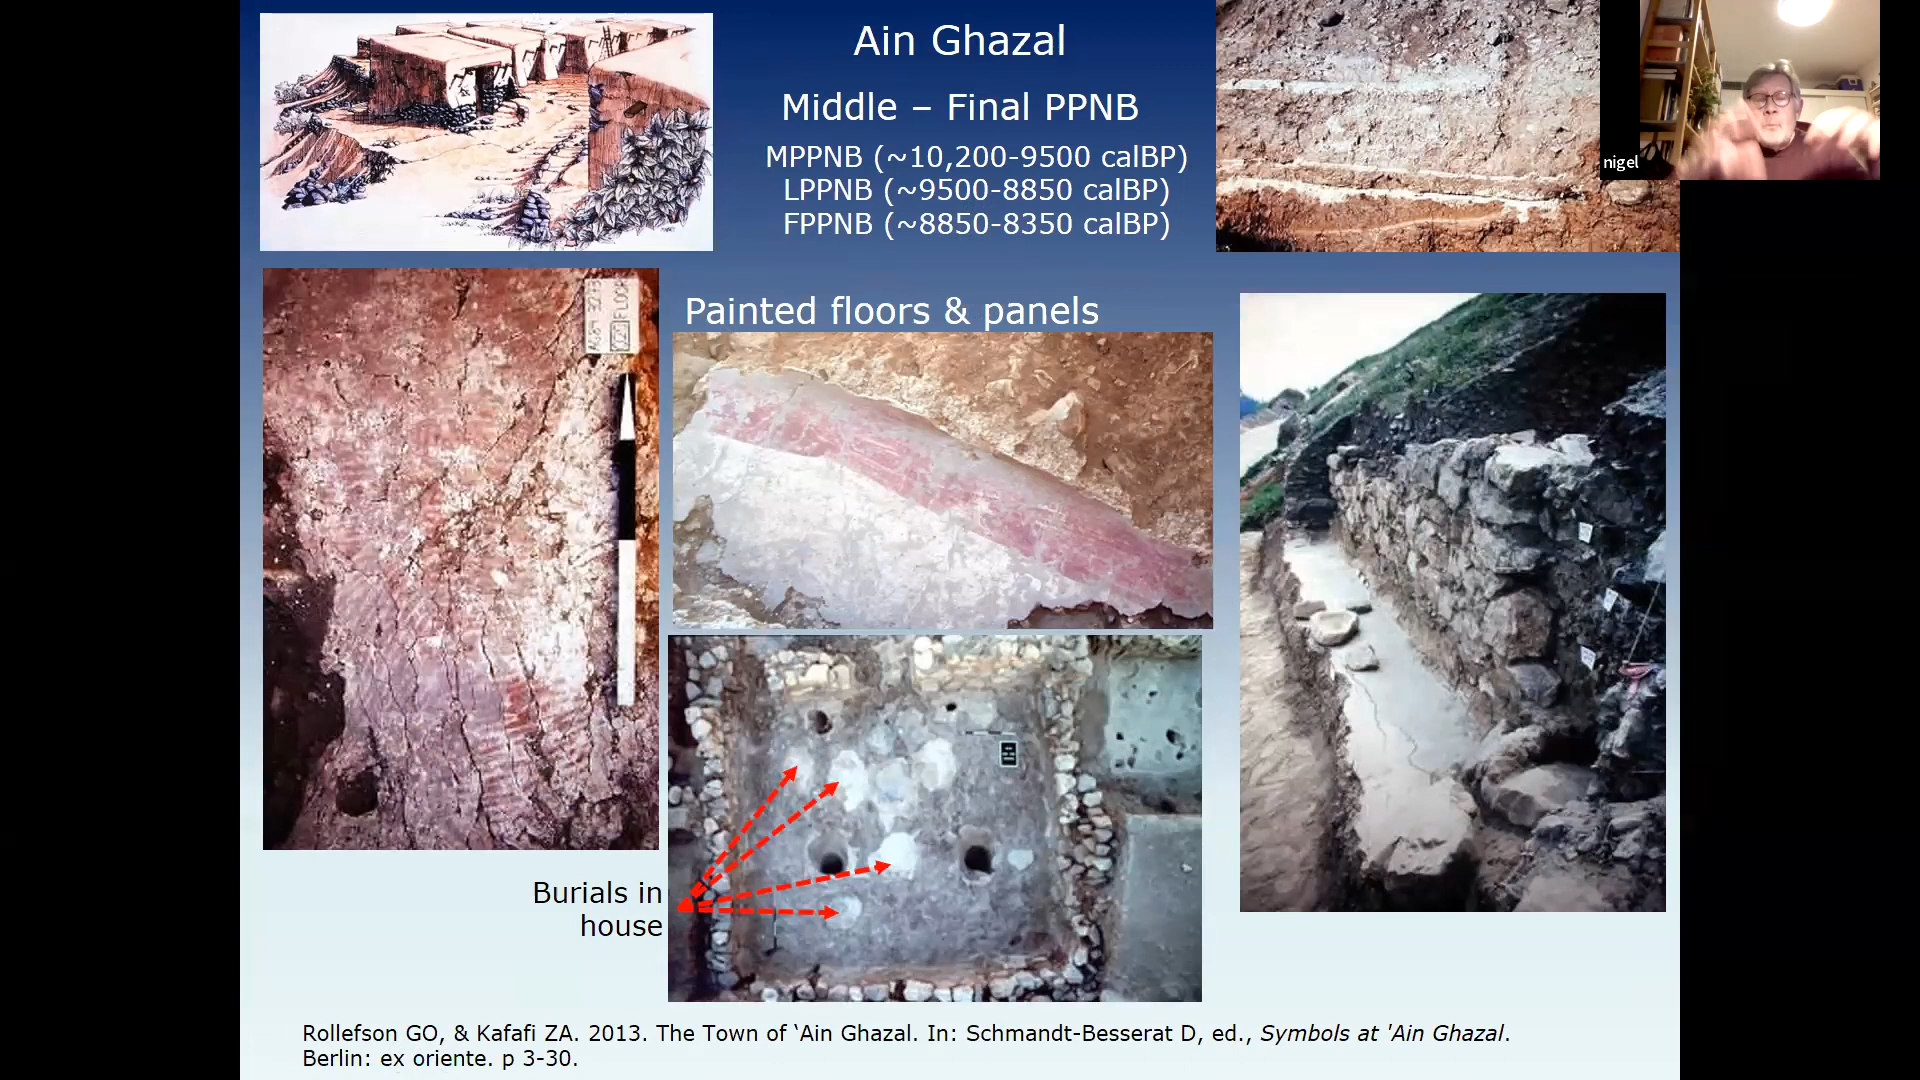 Ain Ghazal
Middle – Final PPNB
MPPNB (~10,200-9500 calBP)
LPPNB (~9500-8850 calBP)
FPPNB (~8850-8350 calBP)
nigel
Painted floors & panels
Burials in
house
Rollefson GO, & Kafafi ZA. 2013. The Town of ‘Ain Ghazal. In: Schmandt-Besserat D, ed., Symbols at 'Ain Ghazal.
Berlin: ex oriente. p 3-30.